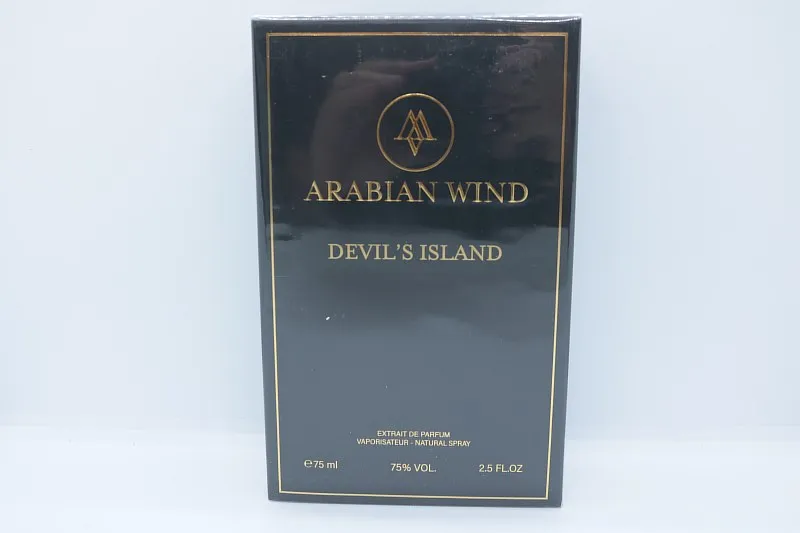 ARABIAN WIND
DEVIL'S ISLAND
EXTRAIT DE PARFUM
VAPORISATEUR - NATURAL SPRAY
℮75 ml 75% VOL. 2.5 FL.OZ